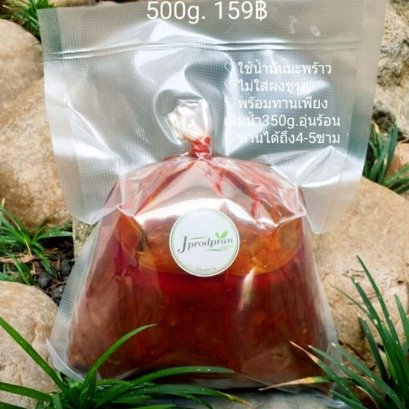 500g. 159฿
♡ใช้น้ำมันมะพร้าว
♡ไม่ใส่ผงชูรส
♡พร้อมทานเพียง
เติมน้ำ350g.อุ่นร้อน
♡ทานได้ถึง4-5ชาม
Jprodpran